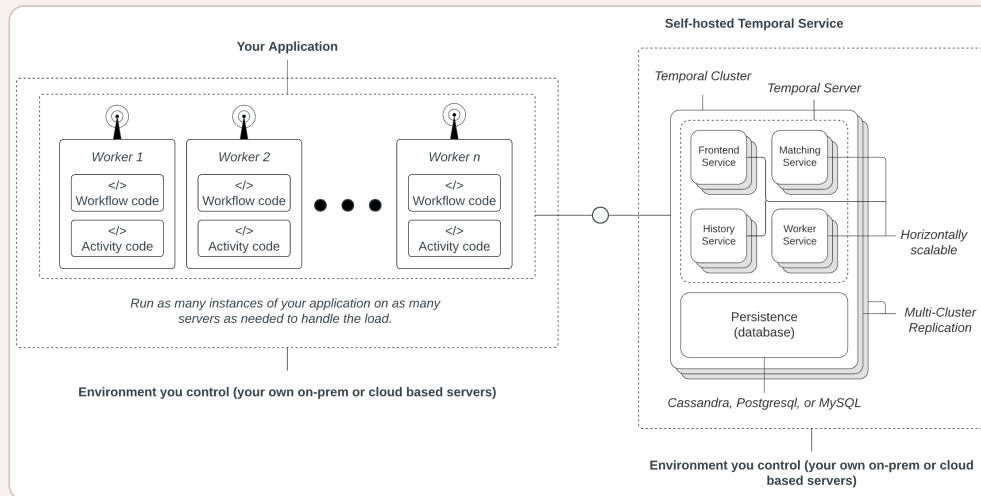 Self-hosted Temporal Service
Your Application
Temporal Cluster
Temporal Server
Worker 1
</>
Workflow code
</>
Activity code
Worker 2
</>
Workflow code
</>
Activity code
Worker n
</>
Workflow code
</>
Activity code
Run as many instances of your application on as many
servers as needed to handle the load.
Environment you control (your own on-prem or cloud based servers)
Frontend
Service
Matching
Service
History
Service
Worker
Service
Horizontally
scalable
Persistence
(database)
Multi-Cluster
Replication
Cassandra, Postgresql, or MySQL
Environment you control (your own on-prem or cloud
based servers)